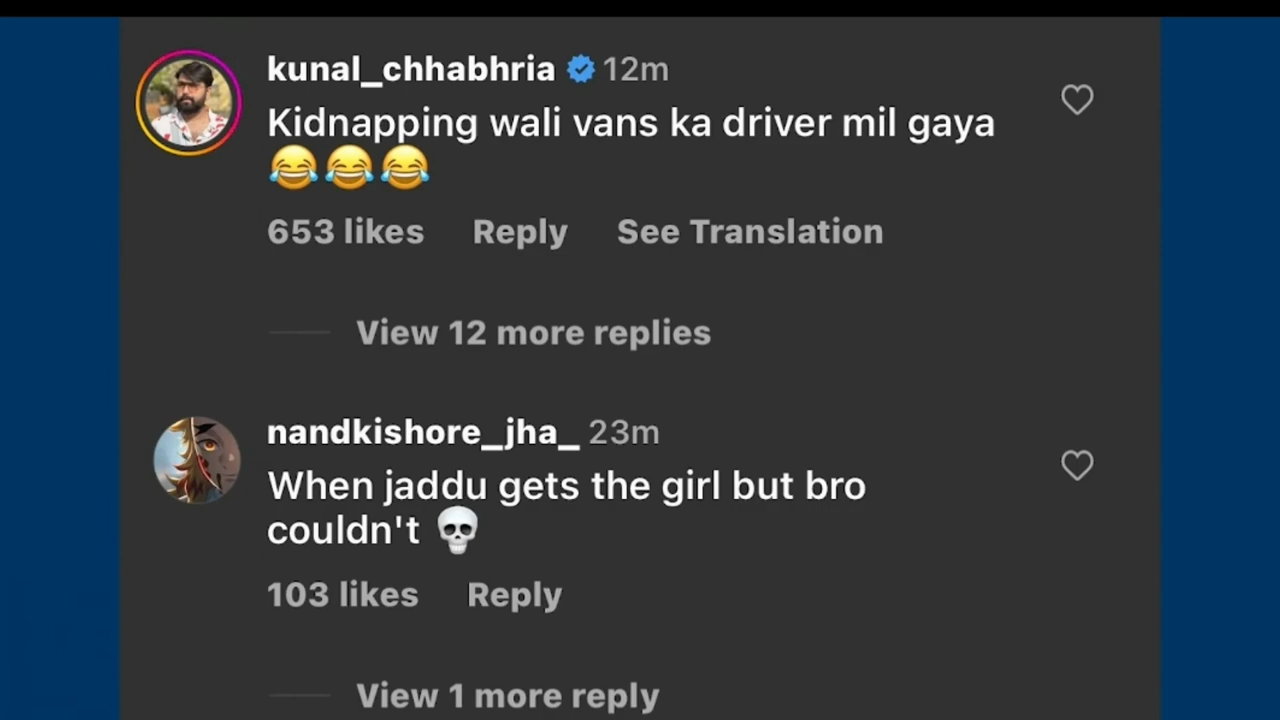 kunal_chhabhria 12m
Kidnapping wali vans ka driver mil gaya
😂😂😂
653 likes Reply See Translation
View 12 more replies
nandkishore_jha_ 23m
When jaddu gets the girl but bro
couldn't 💀
103 likes Reply
View 1 more reply